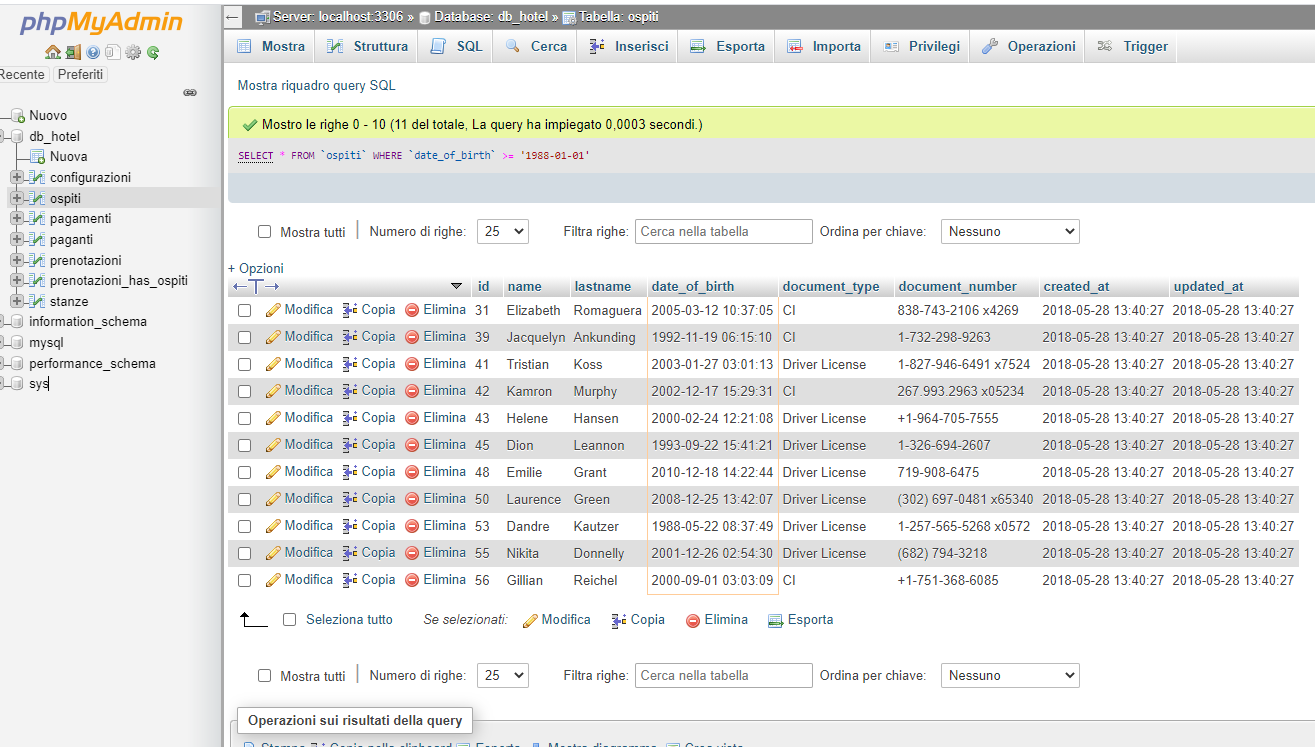 phpMyAdmin
Recente Preferiti
Nuovo
db_hotel
Nuova
configurazioni
ospiti
pagamenti
paganti
prenotazioni
prenotazioni_has_ospiti
stanze
information_schema
mysql
performance_schema
sys
Server: localhost:3306 » Database: db_hotel » Tabella: ospiti
Mostra Struttura SQL Cerca Inserisci Esporta Importa Privilegi Operazioni Trigger
Mostra riquadro query SQL
Mostro le righe 0 - 10 (11 del totale, La query ha impiegato 0,0003 secondi.)
SELECT * FROM `ospiti` WHERE `date_of_birth` >= '1988-01-01'
Mostra tutti Numero di righe: 25 Filtra righe: Cerca nella tabella Ordina per chiave: Nessuno
+ Opzioni
←T→ id name lastname date_of_birth document_type document_number created_at updated_at
Modifica Copia Elimina 31 Elizabeth Romaguera 2005-03-12 10:37:05 CI 838-743-2106 x4269 2018-05-28 13:40:27 2018-05-28 13:40:27
Modifica Copia Elimina 39 Jacquelyn Ankunding 1992-11-19 06:15:10 CI 1-732-298-9263 2018-05-28 13:40:27 2018-05-28 13:40:27
Modifica Copia Elimina 41 Tristian Koss 2003-01-27 03:01:13 Driver License 1-827-946-6491 x7524 2018-05-28 13:40:27 2018-05-28 13:40:27
Modifica Copia Elimina 42 Kamron Murphy 2002-12-17 15:29:31 CI 267.993.2963 x05234 2018-05-28 13:40:27 2018-05-28 13:40:27
Modifica Copia Elimina 43 Helene Hansen 2000-02-24 12:21:08 Driver License +1-964-705-7555 2018-05-28 13:40:27 2018-05-28 13:40:27
Modifica Copia Elimina 45 Dion Leannon 1993-09-22 15:41:21 Driver License 1-326-694-2607 2018-05-28 13:40:27 2018-05-28 13:40:27
Modifica Copia Elimina 48 Emilie Grant 2010-12-18 14:22:44 Driver License 719-908-6475 2018-05-28 13:40:27 2018-05-28 13:40:27
Modifica Copia Elimina 50 Laurence Green 2008-12-25 13:42:07 Driver License (302) 697-0481 x65340 2018-05-28 13:40:27 2018-05-28 13:40:27
Modifica Copia Elimina 53 Dandre Kautzer 1988-05-22 08:37:49 Driver License 1-257-565-5268 x0572 2018-05-28 13:40:27 2018-05-28 13:40:27
Modifica Copia Elimina 55 Nikita Donnelly 2001-12-26 02:54:30 Driver License (682) 794-3218 2018-05-28 13:40:27 2018-05-28 13:40:27
Modifica Copia Elimina 56 Gillian Reichel 2000-09-01 03:03:09 CI +1-751-368-6085 2018-05-28 13:40:27 2018-05-28 13:40:27
Seleziona tutto Se selezionati: Modifica Copia Elimina Esporta
Mostra tutti Numero di righe: 25 Filtra righe: Cerca nella tabella Ordina per chiave: Nessuno
Operazioni sui risultati della query
Stampa Copia nella clipboard Esporta Mostra diagramma Crea vista